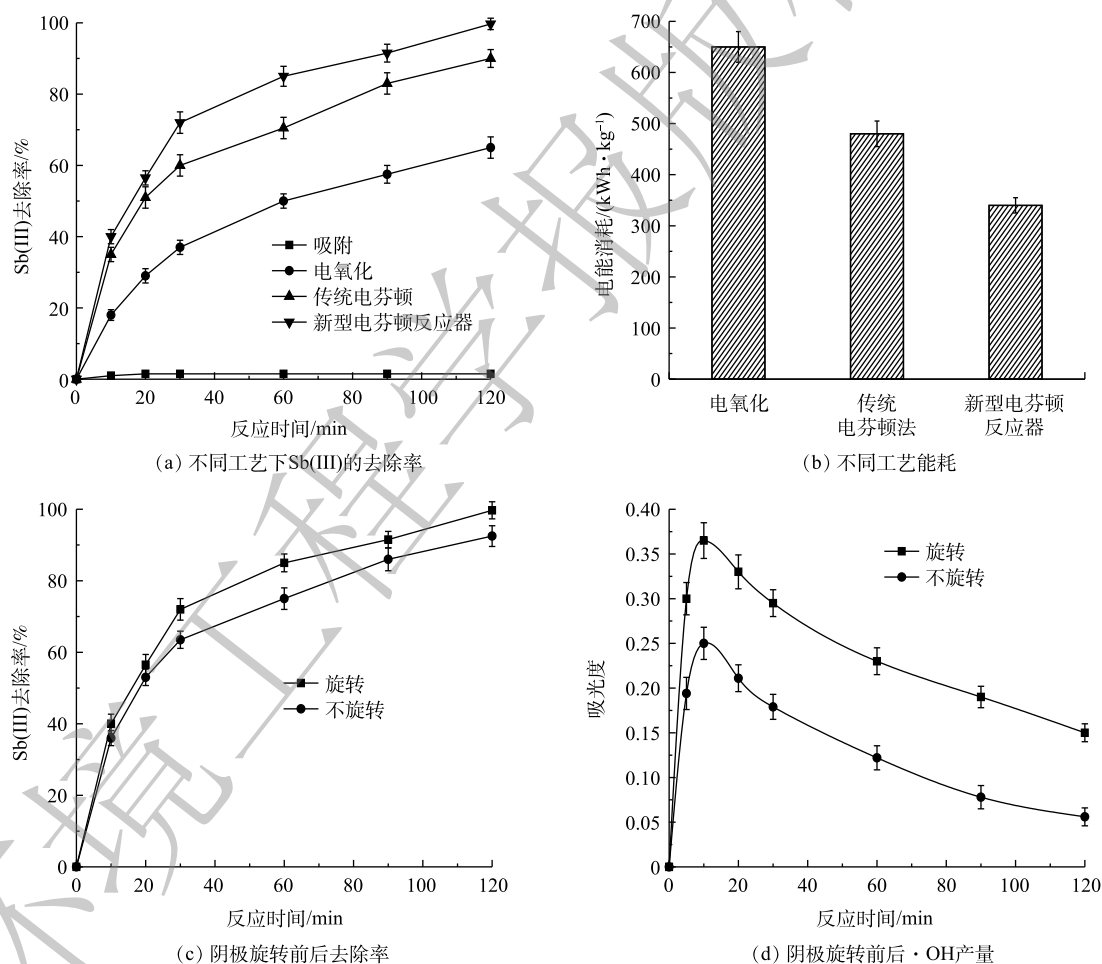 100
80
60
40
20
0
Sb(III)去除率/%
吸附
电氧化
传统电芬顿
新型电芬顿反应器
0 20 40 60 80 100 120
反应时间/min
(a) 不同工艺下Sb(III)的去除率
700
600
500
400
300
200
100
0
电能消耗/(kWh·kg⁻¹)
电氧化 传统 新型电芬顿
电芬顿法 反应器
(b) 不同工艺能耗
100
80
60
40
20
0
Sb(III)去除率/%
旋转
不旋转
0 20 40 60 80 100 120
反应时间/min
(c) 阴极旋转前后去除率
0.40
0.35
0.30
0.25
0.20
0.15
0.10
0.05
0
吸光度
旋转
不旋转
0 20 40 60 80 100 120
反应时间/min
(d) 阴极旋转前后·OH产量
环境工程学报版